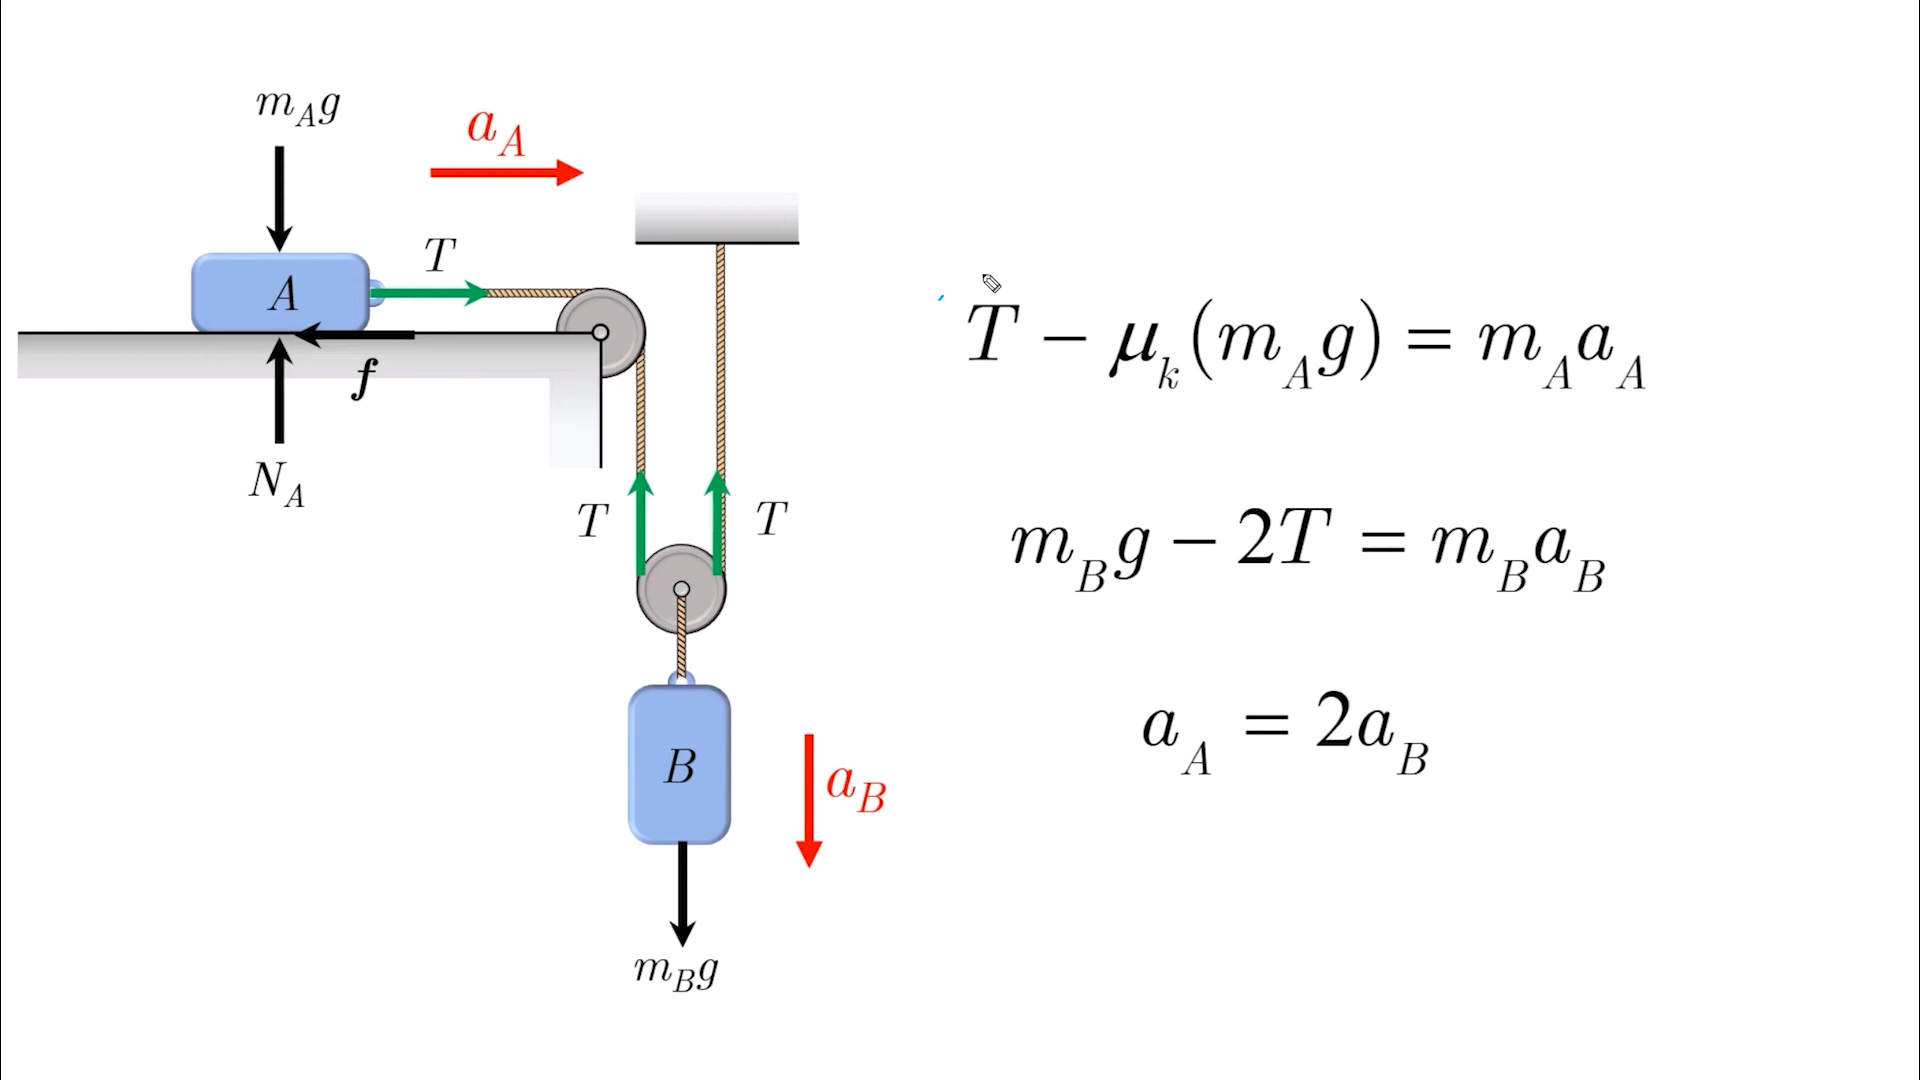 m_A g
a_A
T
A
f
N_A
T T
B
a_B
m_B g
T − μ_k(m_A g) = m_A a_A
m_B g − 2T = m_B a_B
a_A = 2a_B